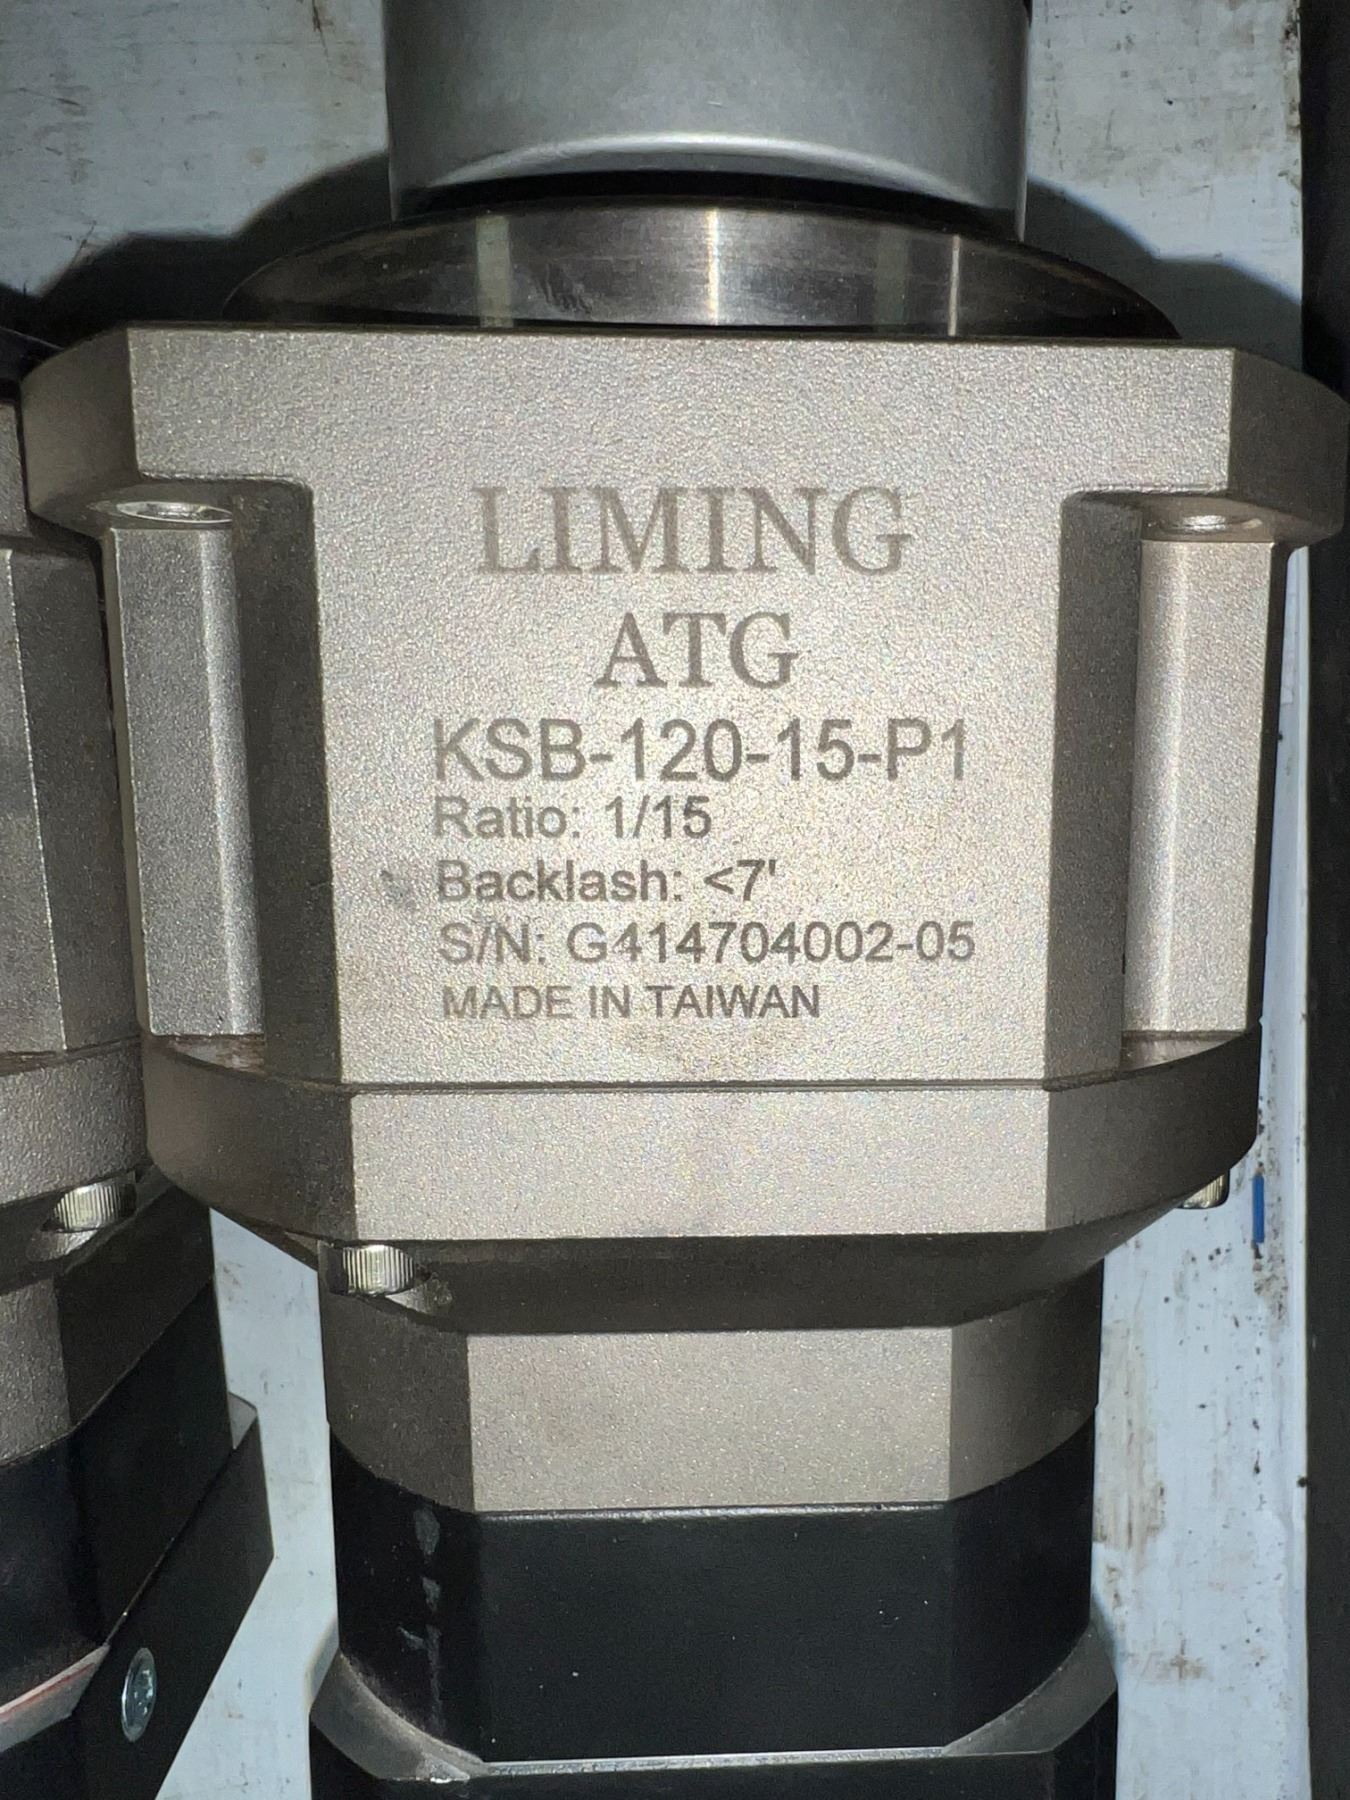 LIMING
ATG
KSB-120-15-P1
Ratio: 1/15
Backlash: <7'
S/N: G414704002-05
MADE IN TAIWAN